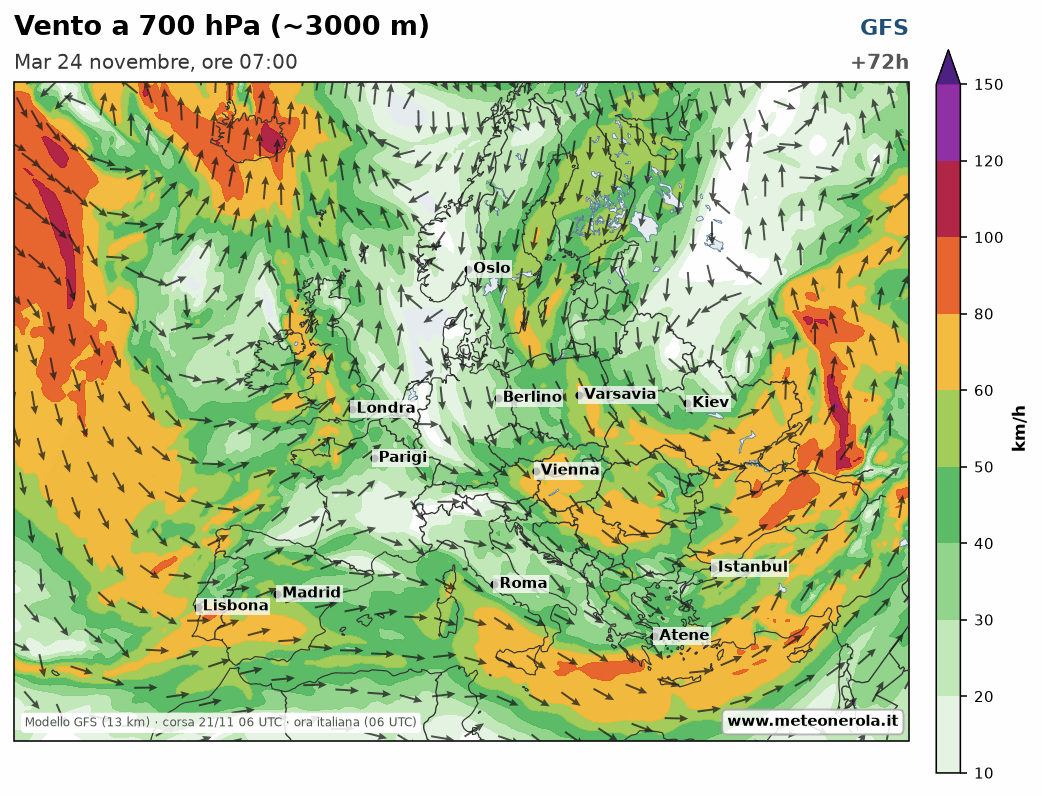 Vento a 700 hPa (~3000 m)
GFS
Mar 24 novembre, ore 07:00
+72h
150
120
100
80
60
50
40
30
20
10
km/h
Oslo
Berlino
Varsavia
Kiev
Londra
Parigi
Vienna
Istanbul
Roma
Madrid
Lisbona
Atene
Modello GFS (13 km) · corsa 21/11 06 UTC · ora italiana (06 UTC)
www.meteonerola.it